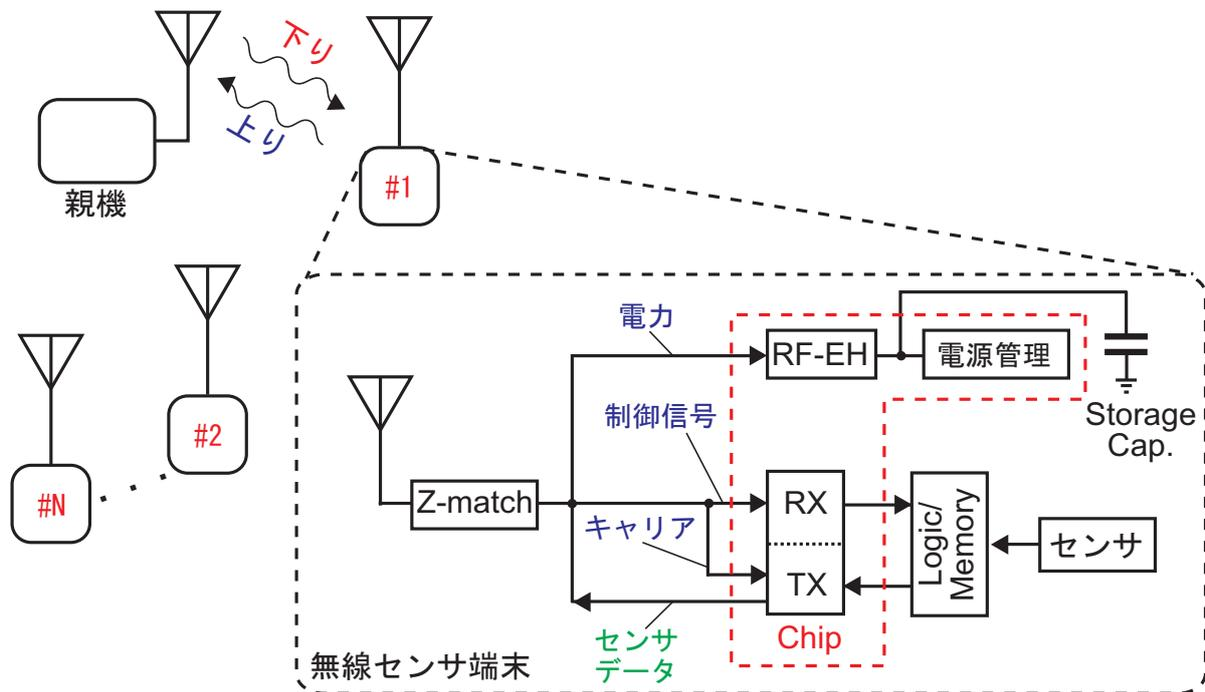 下り
上り
親機
#1
#2
#N
電力
RF-EH
電源管理
Storage
Cap.
制御信号
Z-match
キャリア
RX
TX
Logic/
Memory
センサ
センサ
データ
Chip
無線センサ端末